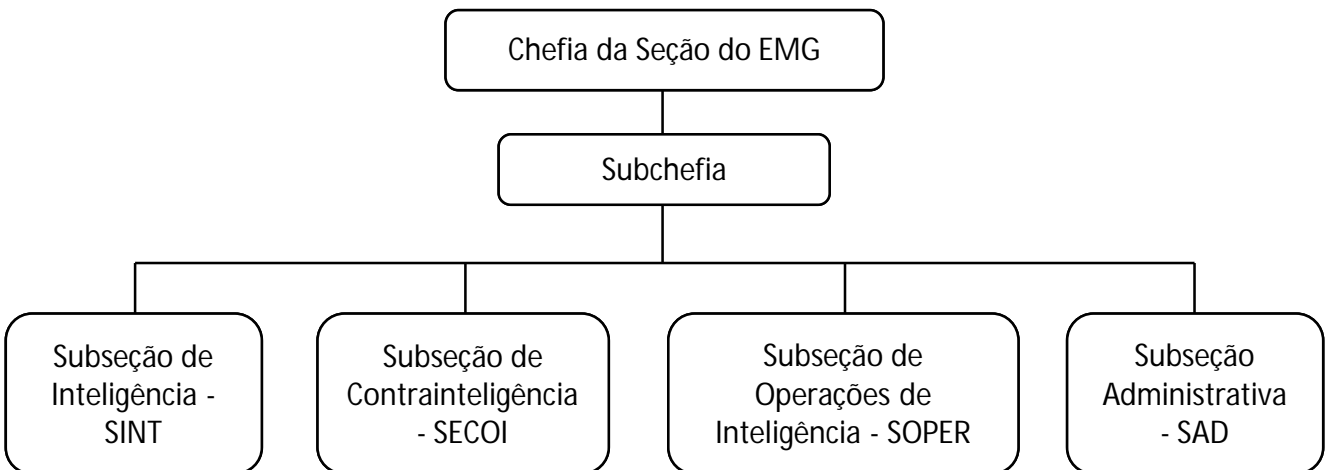 Chefia da Seção do EMG
Subchefia
Subseção de
Inteligência -
SINT
Subseção de
Contrainteligência
- SECOI
Subseção de
Operações de
Inteligência - SOPER
Subseção
Administrativa
- SAD